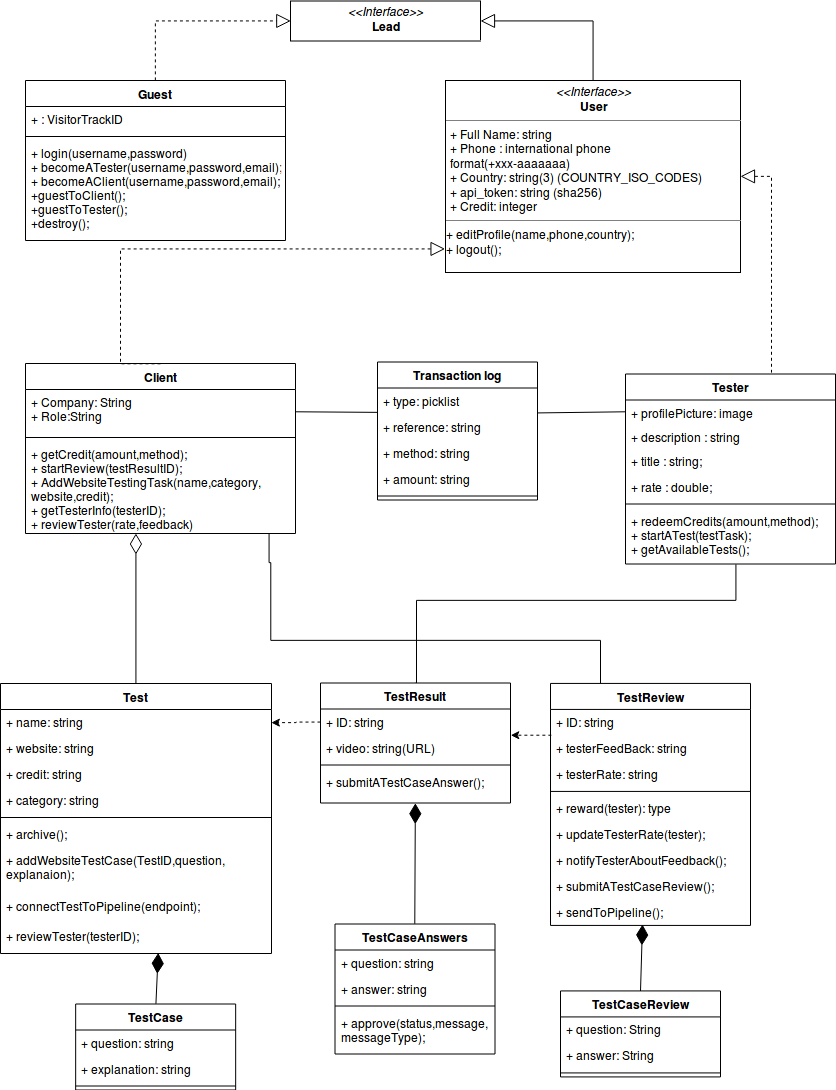 <<Interface>>
Lead
Guest
+ : VisitorTrackID
+ login(username,password)
+ becomeATester(username,password,email);
+ becomeAClient(username,password,email);
+guestToClient();
+guestToTester();
+destroy();
<<Interface>>
User
+ Full Name: string
+ Phone : international phone
format(+xxx-aaaaaaa)
+ Country: string(3) (COUNTRY_ISO_CODES)
+ api_token: string (sha256)
+ Credit: integer
+ editProfile(name,phone,country);
+ logout();
Client
+ Company: String
+ Role:String
+ getCredit(amount,method);
+ startReview(testResultID);
+ AddWebsiteTestingTask(name,category,
website,credit);
+ getTesterInfo(testerID);
+ reviewTester(rate,feedback)
Transaction log
+ type: picklist
+ reference: string
+ method: string
+ amount: string
Tester
+ profilePicture: image
+ description : string
+ title : string;
+ rate : double;
+ redeemCredits(amount,method);
+ startATest(testTask);
+ getAvailableTests();
Test
+ name: string
+ website: string
+ credit: string
+ category: string
+ archive();
+ addWebsiteTestCase(TestID,question,
explanaion);
+ connectTestToPipeline(endpoint);
+ reviewTester(testerID);
TestResult
+ ID: string
+ video: string(URL)
+ submitATestCaseAnswer();
TestReview
+ ID: string
+ testerFeedBack: string
+ testerRate: string
+ reward(tester): type
+ updateTesterRate(tester);
+ notifyTesterAboutFeedback();
+ submitATestCaseReview();
+ sendToPipeline();
TestCase
+ question: string
+ explanation: string
TestCaseAnswers
+ question: string
+ answer: string
+ approve(status,message,
messageType);
TestCaseReview
+ question: String
+ answer: String